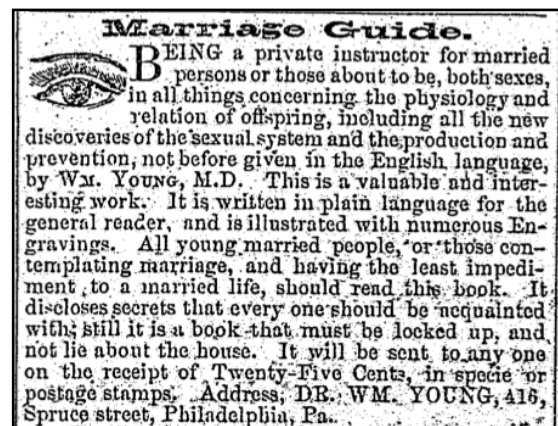 Marriage Guide.
BEING a private instructor for married
persons or those about to be, both sexes,
in all things concerning the physiology and
relation of offspring, including all the new
discoveries of the sexual system and the production and
prevention, not before given in the English language,
by WM. YOUNG, M.D. This is a valuable and inter-
esting work. It is written in plain language for the
general reader, and is illustrated with numerous En-
gravings. All young married people, or those con-
templating marriage, and having the least impedi-
ment to a married life, should read this book. It
discloses secrets that every one should be acquainted
with; still it is a book that must be locked up, and
not lie about the house. It will be sent to any one
on the receipt of Twenty-Five Cents, in specie or
postage stamps. Address, DR. WM. YOUNG, 416,
Spruce street, Philadelphia, Pa.